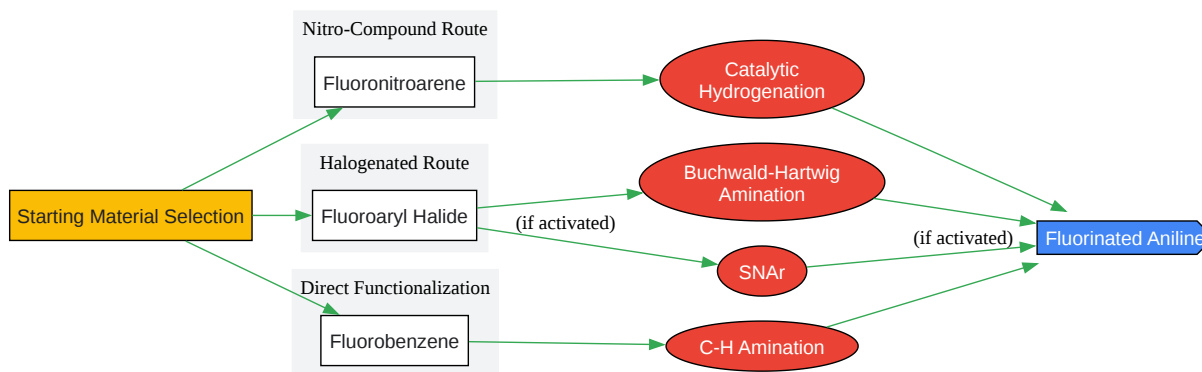 Nitro-Compound Route
Fluoronitroarene
Catalytic
Hydrogenation
Halogenated Route
Starting Material Selection
Fluoroaryl Halide
(if activated)
Buchwald-Hartwig
Amination
SNAr
(if activated)
Fluorinated Aniline
Direct Functionalization
Fluorobenzene
C-H Amination